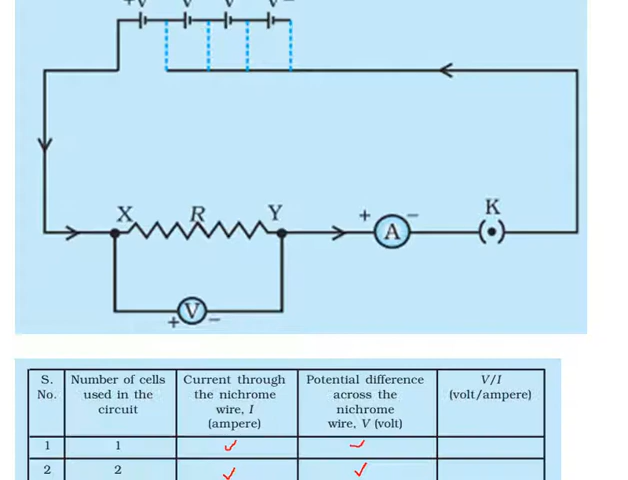 +V V V V –
X R Y + A – K
+ V –
S. No. Number of cells used in the circuit Current through the nichrome wire, I (ampere) Potential difference across the nichrome wire, V (volt) V/I (volt/ampere)
1 1 ✓ ✓
2 2 ✓ ✓